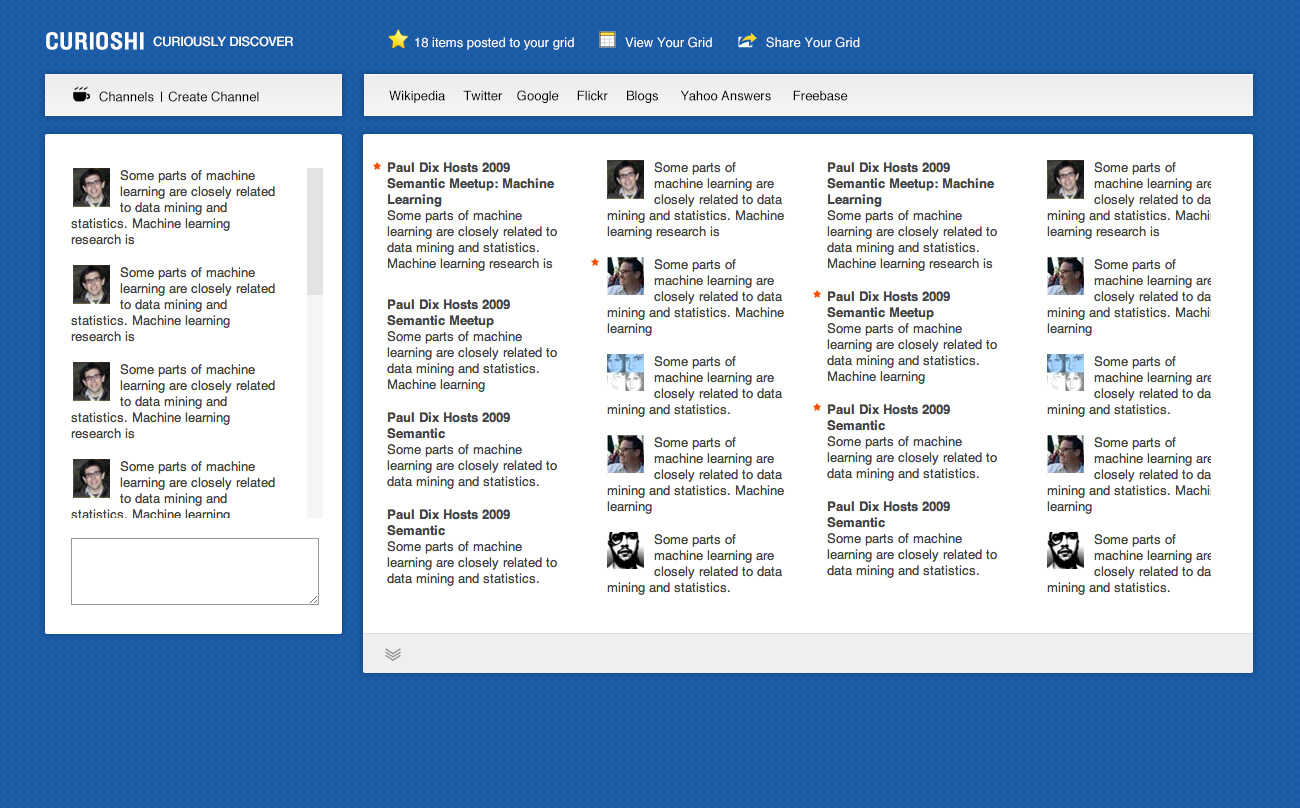 CURIOSHI CURIOUSLY DISCOVER
18 items posted to your grid
View Your Grid
Share Your Grid
Channels | Create Channel
Wikipedia Twitter Google Flickr Blogs Yahoo Answers Freebase
Some parts of machine
learning are closely related
to data mining and
statistics. Machine learning
research is
Some parts of machine
learning are closely related
to data mining and
statistics. Machine learning
research is
Some parts of machine
learning are closely related
to data mining and
statistics. Machine learning
research is
Some parts of machine
learning are closely related
to data mining and
statistics. Machine learning
Paul Dix Hosts 2009
Semantic Meetup: Machine
Learning
Some parts of machine
learning are closely related to
data mining and statistics.
Machine learning research is
Paul Dix Hosts 2009
Semantic Meetup
Some parts of machine
learning are closely related to
data mining and statistics.
Machine learning
Paul Dix Hosts 2009
Semantic
Some parts of machine
learning are closely related to
data mining and statistics.
Paul Dix Hosts 2009
Semantic
Some parts of machine
learning are closely related to
data mining and statistics.
Some parts of
machine learning are
closely related to data
mining and statistics. Machine
learning research is
Some parts of
machine learning are
closely related to data
mining and statistics. Machine
learning
Some parts of
machine learning are
closely related to data
mining and statistics.
Some parts of
machine learning are
closely related to data
mining and statistics. Machine
learning
Some parts of
machine learning are
closely related to data
mining and statistics.
Paul Dix Hosts 2009
Semantic Meetup: Machine
Learning
Some parts of machine
learning are closely related to
data mining and statistics.
Machine learning research is
Paul Dix Hosts 2009
Semantic Meetup
Some parts of machine
learning are closely related to
data mining and statistics.
Machine learning
Paul Dix Hosts 2009
Semantic
Some parts of machine
learning are closely related to
data mining and statistics.
Paul Dix Hosts 2009
Semantic
Some parts of machine
learning are closely related to
data mining and statistics.
Some parts of
machine learning are
closely related to da
mining and statistics. Machi
learning research is
Some parts of
machine learning are
closely related to da
mining and statistics. Machi
learning
Some parts of
machine learning are
closely related to da
mining and statistics.
Some parts of
machine learning are
closely related to da
mining and statistics. Machi
learning
Some parts of
machine learning are
closely related to da
mining and statistics.